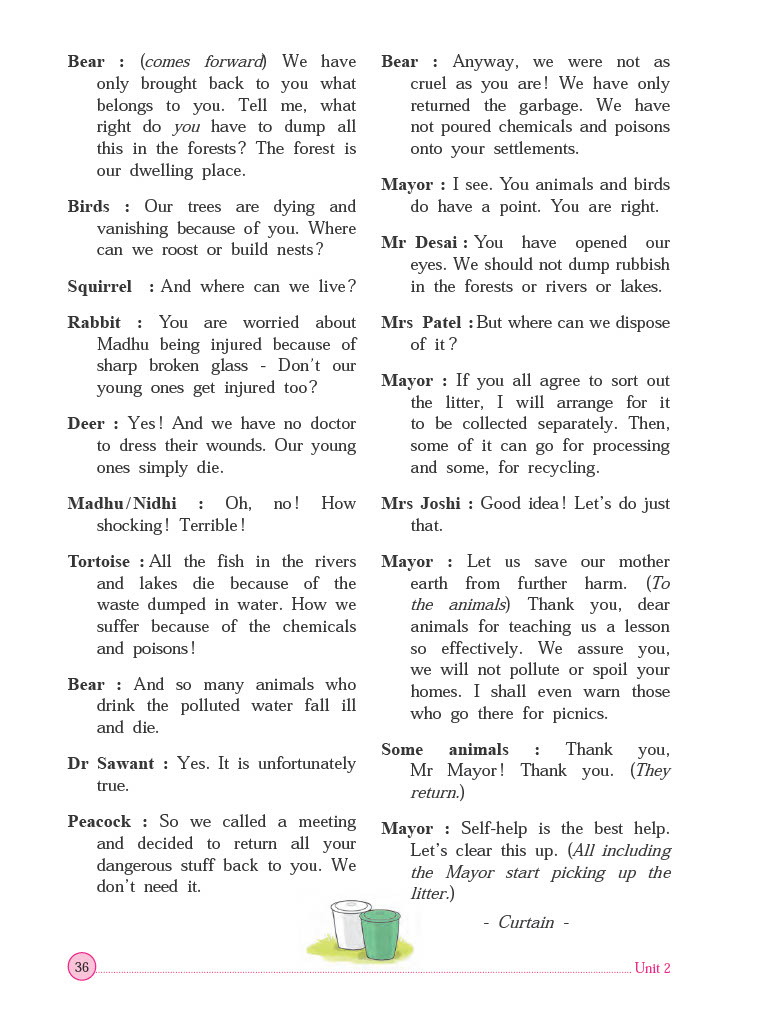 Bear : (comes forward) We have
only brought back to you what
belongs to you. Tell me, what
right do you have to dump all
this in the forests? The forest is
our dwelling place.
Birds : Our trees are dying and
vanishing because of you. Where
can we roost or build nests?
Squirrel : And where can we live?
Rabbit : You are worried about
Madhu being injured because of
sharp broken glass - Don't our
young ones get injured too?
Deer : Yes! And we have no doctor
to dress their wounds. Our young
ones simply die.
Madhu/Nidhi : Oh, no! How
shocking! Terrible!
Tortoise : All the fish in the rivers
and lakes die because of the
waste dumped in water. How we
suffer because of the chemicals
and poisons!
Bear : And so many animals who
drink the polluted water fall ill
and die.
Dr Sawant : Yes. It is unfortunately
true.
Peacock : So we called a meeting
and decided to return all your
dangerous stuff back to you. We
don't need it.
Bear : Anyway, we were not as
cruel as you are! We have only
returned the garbage. We have
not poured chemicals and poisons
onto your settlements.
Mayor : I see. You animals and birds
do have a point. You are right.
Mr Desai : You have opened our
eyes. We should not dump rubbish
in the forests or rivers or lakes.
Mrs Patel : But where can we dispose
of it?
Mayor : If you all agree to sort out
the litter, I will arrange for it
to be collected separately. Then,
some of it can go for processing
and some, for recycling.
Mrs Joshi : Good idea! Let's do just
that.
Mayor : Let us save our mother
earth from further harm. (To
the animals) Thank you, dear
animals for teaching us a lesson
so effectively. We assure you,
we will not pollute or spoil your
homes. I shall even warn those
who go there for picnics.
Some animals : Thank you,
Mr Mayor! Thank you. (They
return.)
Mayor : Self-help is the best help.
Let's clear this up. (All including
the Mayor start picking up the
litter.)
- Curtain -
36 Unit 2